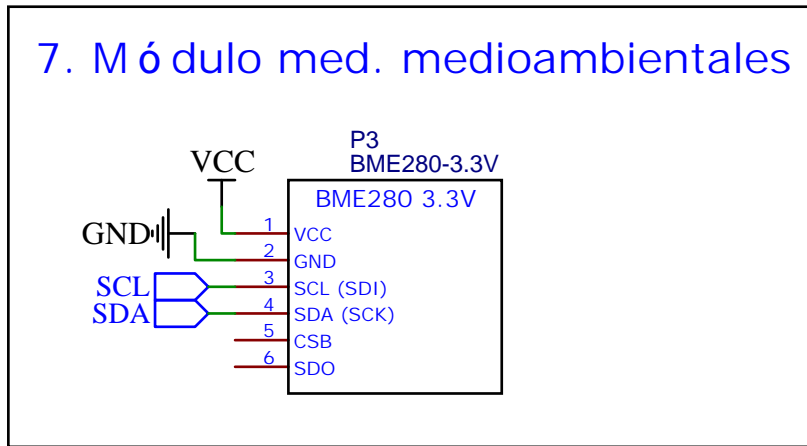 7. Módulo med. medioambientales
P3
BME280-3.3V
VCC
BME280 3.3V
1 VCC
GND
2 GND
SCL 3 SCL (SDI)
SDA 4 SDA (SCK)
5 CSB
6 SDO